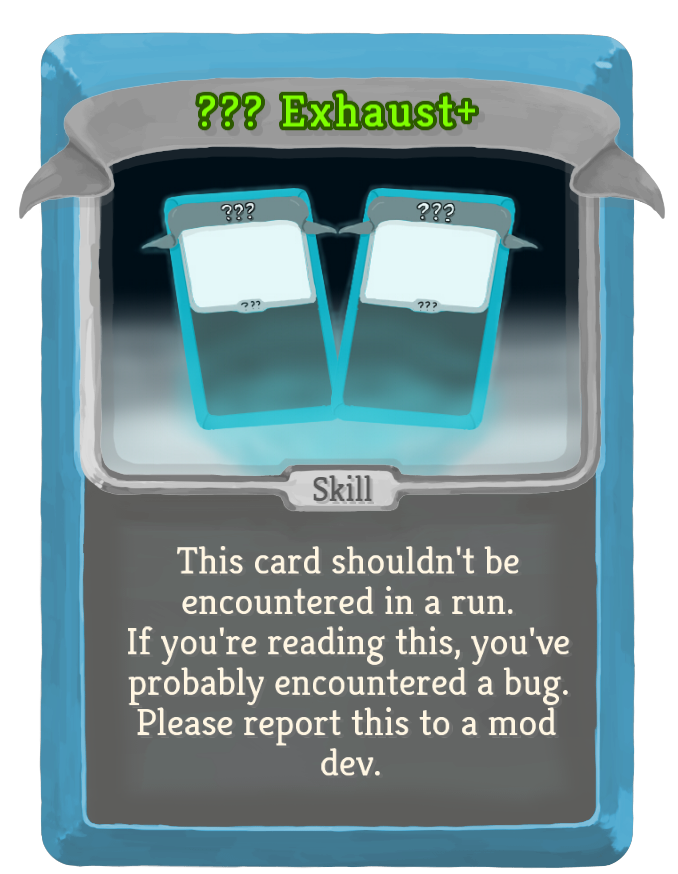 ??? Exhaust+
??? ???
??? ???
Skill
This card shouldn't be
encountered in a run.
If you're reading this, you've
probably encountered a bug.
Please report this to a mod
dev.